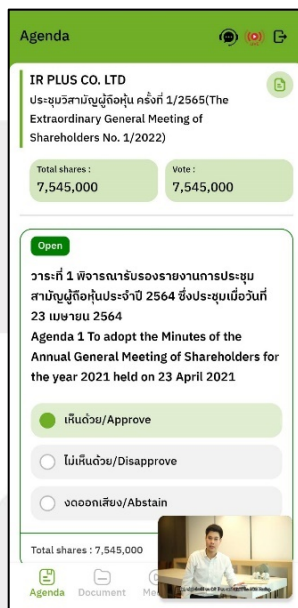 Agenda
IR PLUS CO. LTD
ประชุมวิสามัญผู้ถือหุ้น ครั้งที่ 1/2565(The
Extraordinary General Meeting of
Shareholders No. 1/2022)
Total shares :
7,545,000
Vote :
7,545,000
Open
วาระที่ 1 พิจารณารับรองรายงานการประชุม
สามัญผู้ถือหุ้นประจำปี 2564 ซึ่งประชุมเมื่อวันที่
23 เมษายน 2564
Agenda 1 To adopt the Minutes of the
Annual General Meeting of Shareholders for
the year 2021 held on 23 April 2021
เห็นด้วย/Approve
ไม่เห็นด้วย/Disapprove
งดออกเสียง/Abstain
Total shares : 7,545,000
Agenda
Document